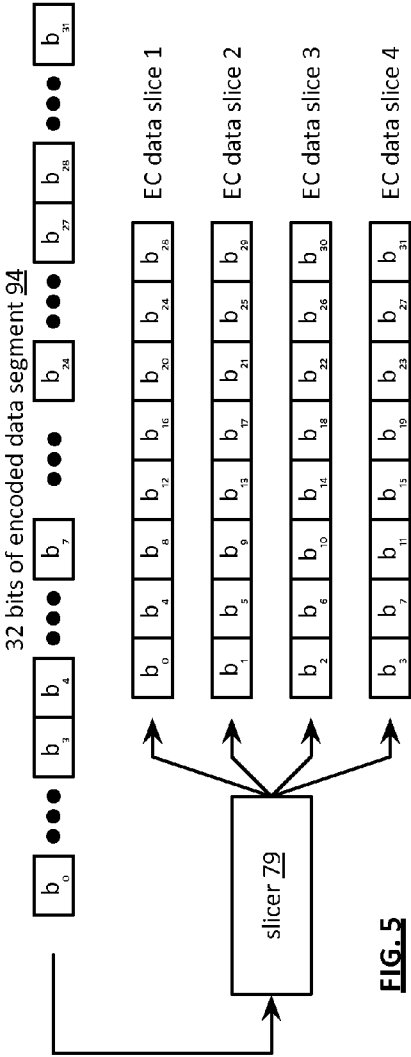 32 bits of encoded data segment 94
b0 ●●● b3 b4 ●●● b7 ●●● b24 ●●● b27 b28 ●●● b31
b0 b4 b8 b12 b16 b20 b24 b28 EC data slice 1
b1 b5 b9 b13 b17 b21 b25 b29 EC data slice 2
b2 b6 b10 b14 b18 b22 b26 b30 EC data slice 3
b3 b7 b11 b15 b19 b23 b27 b31 EC data slice 4
slicer 79
FIG. 5